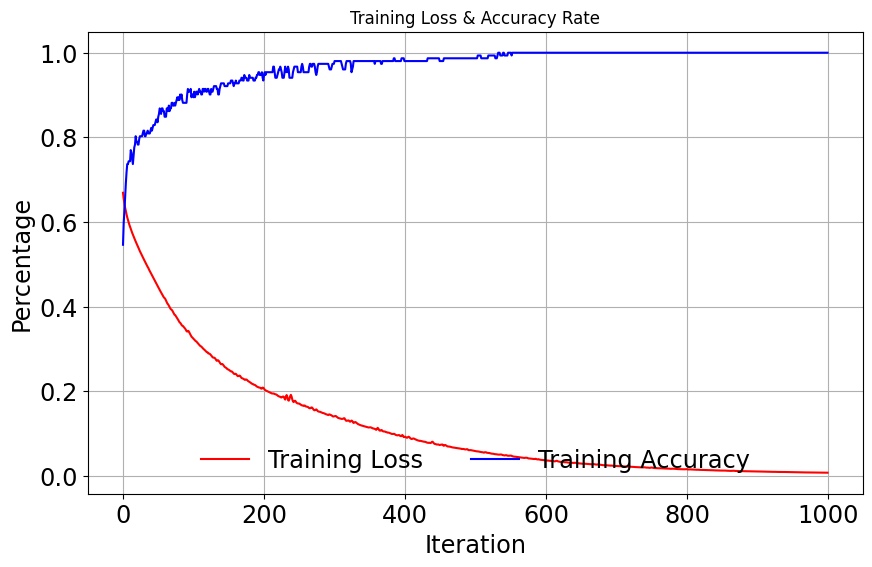 Training Loss & Accuracy Rate
1.0
0.8
0.6
0.4
0.2
0.0
Percentage
Training Loss
Training Accuracy
0 200 400 600 800 1000
Iteration